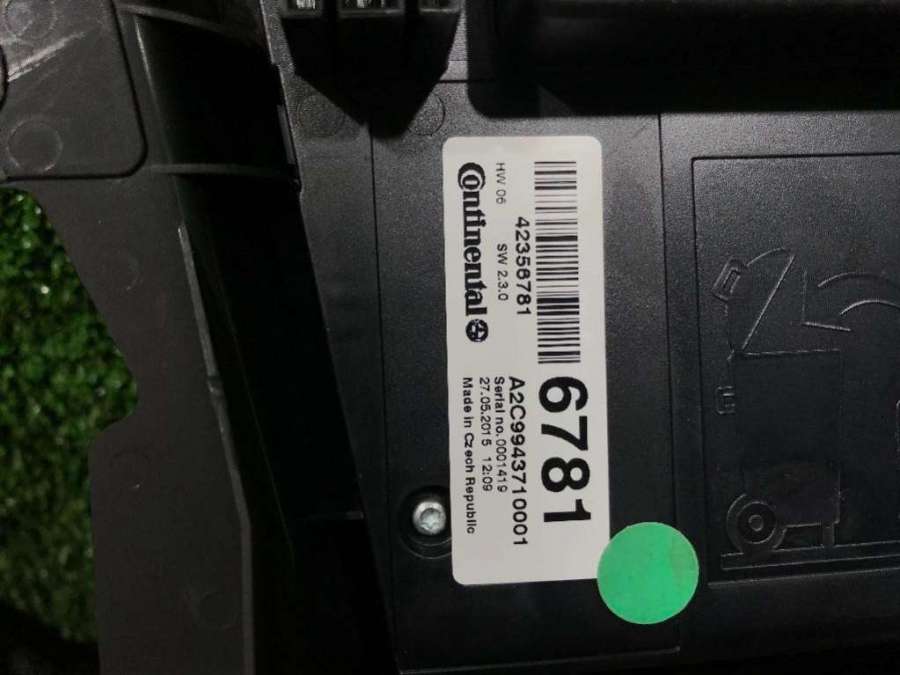 6781
42356781
A2C9943710001
HW 06 SW 2.3.0
Serial no. 0001419
Continental
27.05.2015 12:09
Made in Czech Republic